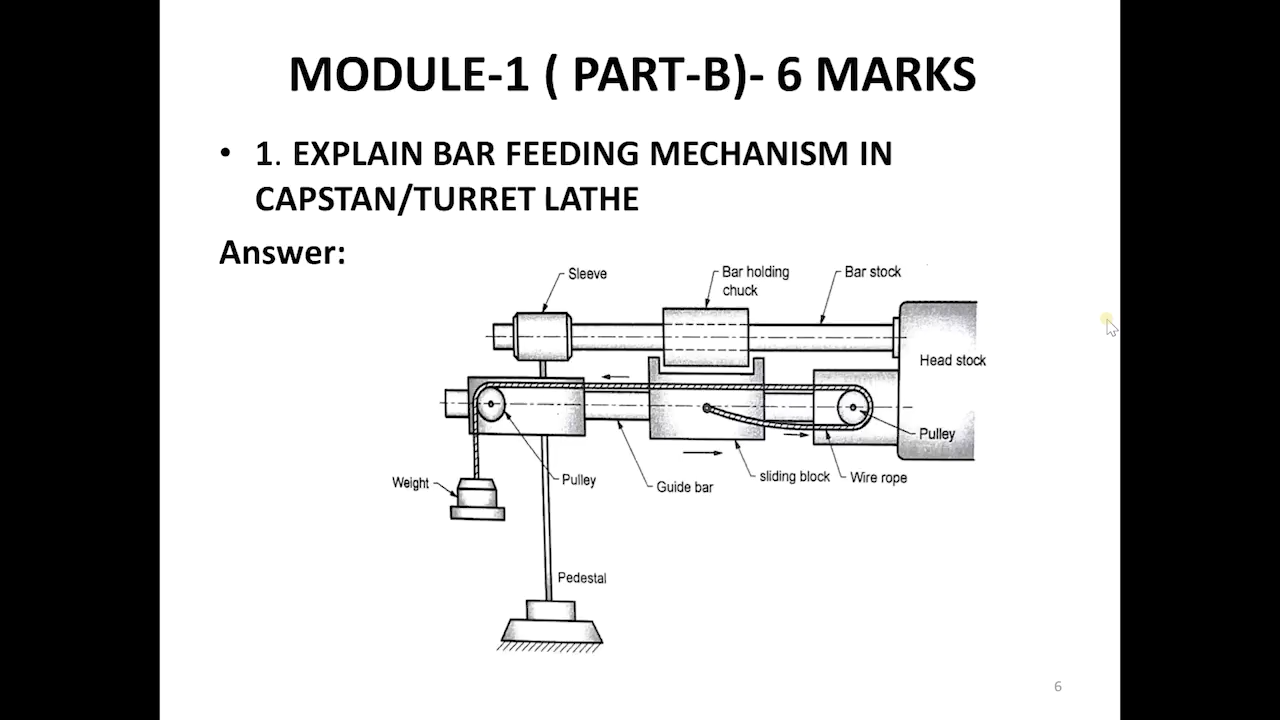 MODULE-1 ( PART-B)- 6 MARKS
• 1. EXPLAIN BAR FEEDING MECHANISM IN
CAPSTAN/TURRET LATHE
Answer:
Sleeve
Bar holding
chuck
Bar stock
Head stock
Pulley
Weight
Pulley
Guide bar
sliding block
Wire rope
Pedestal
6